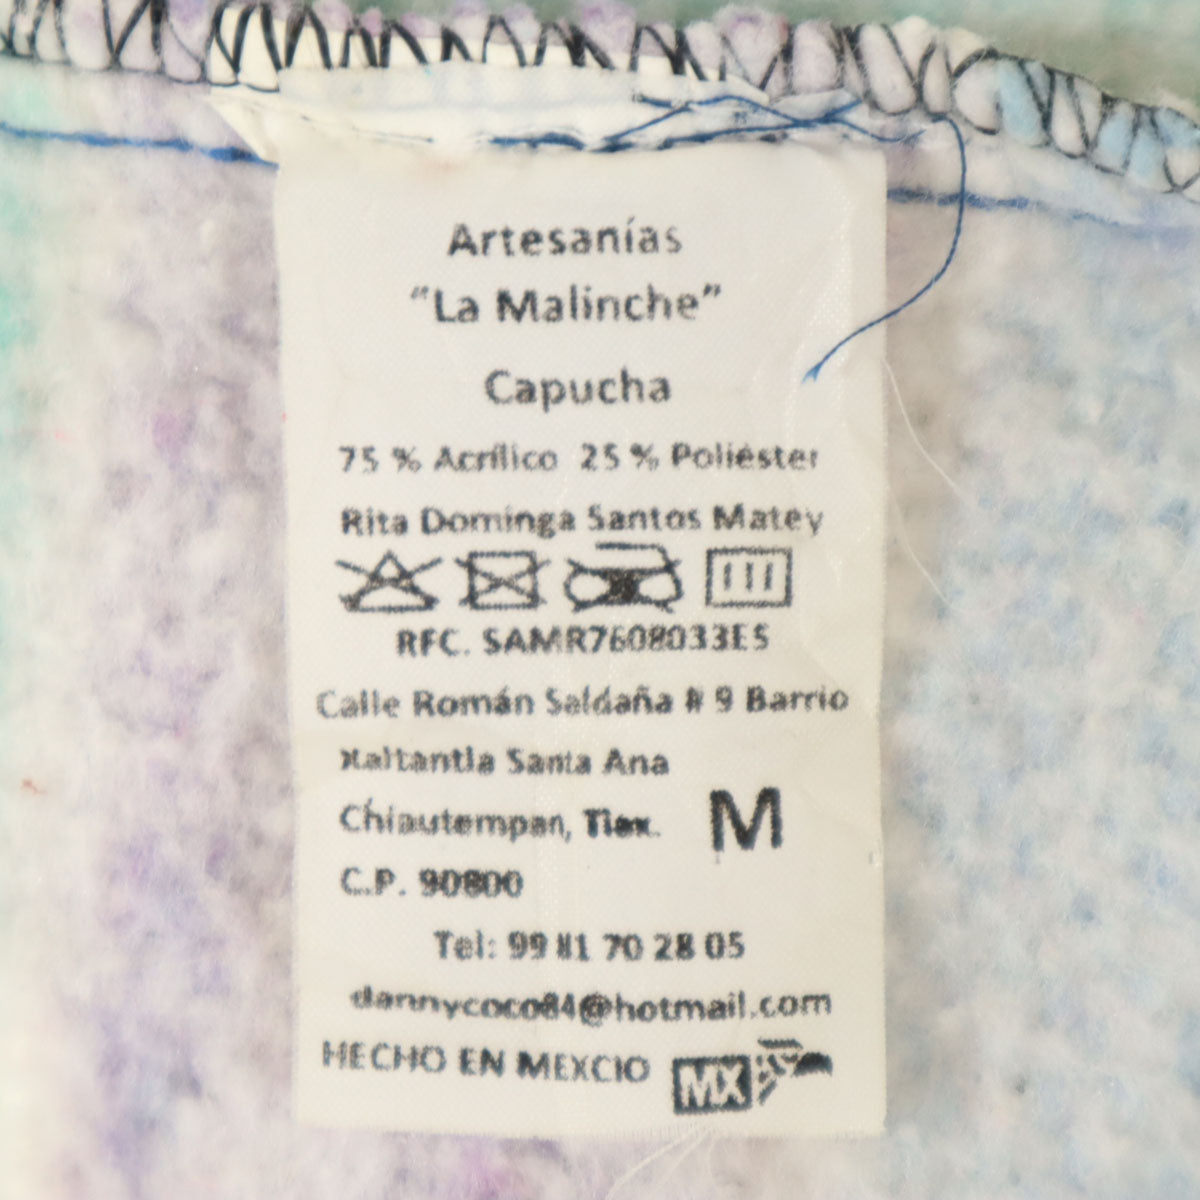 Artesanías
“La Malinche”
Capucha
75 % Acrílico 25 % Poliéster
Rita Dominga Santos Matey
RFC. SAMR7608033E5
Calle Román Saldaña # 9 Barrio
Xaltantla Santa Ana
Chiautempan, Tlax.
M
C.P. 90800
Tel: 99 81 70 28 05
dannycoco84@hotmail.com
HECHO EN MEXCIO
MX